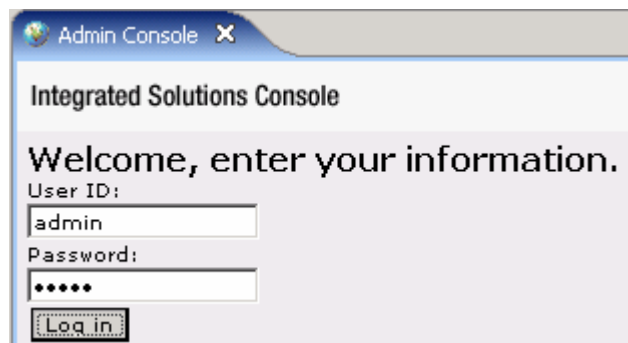 Admin Console
Integrated Solutions Console
Welcome, enter your information.
User ID:
admin
Password:
•••••
Log in